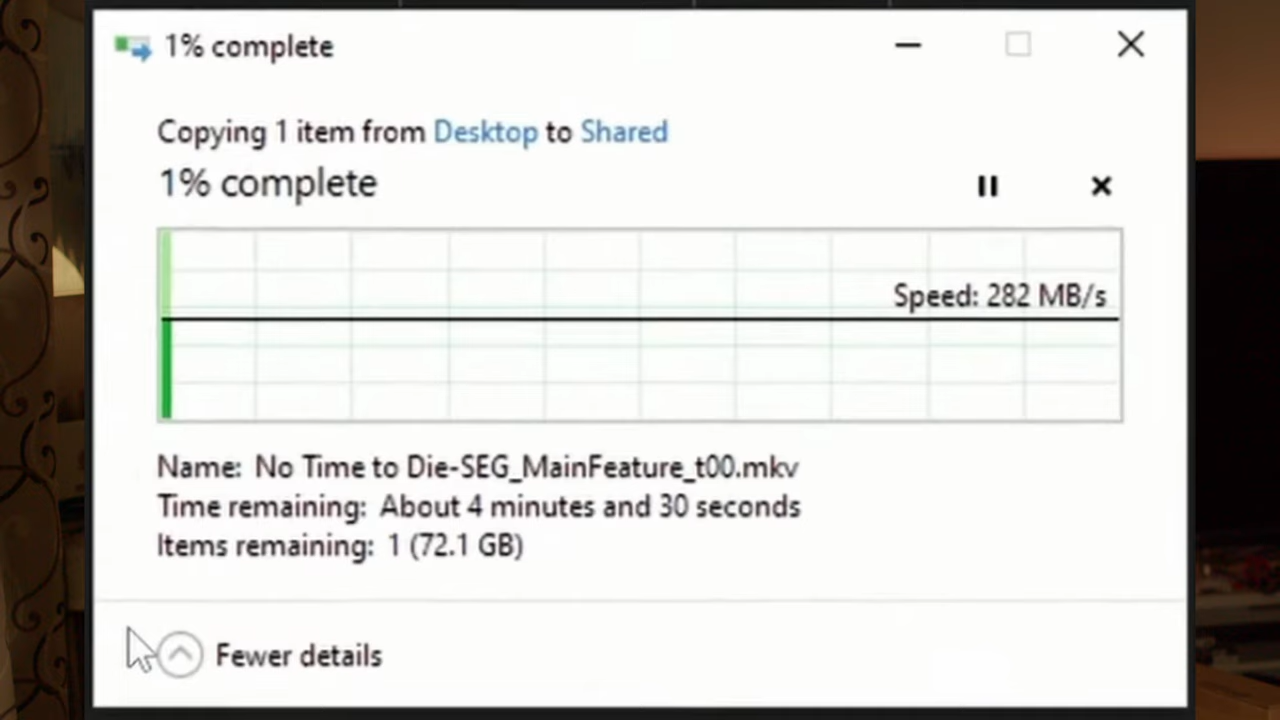 1% complete
Copying 1 item from Desktop to Shared
1% complete
Speed: 282 MB/s
Name: No Time to Die-SEG_MainFeature_t00.mkv
Time remaining: About 4 minutes and 30 seconds
Items remaining: 1 (72.1 GB)
Fewer details